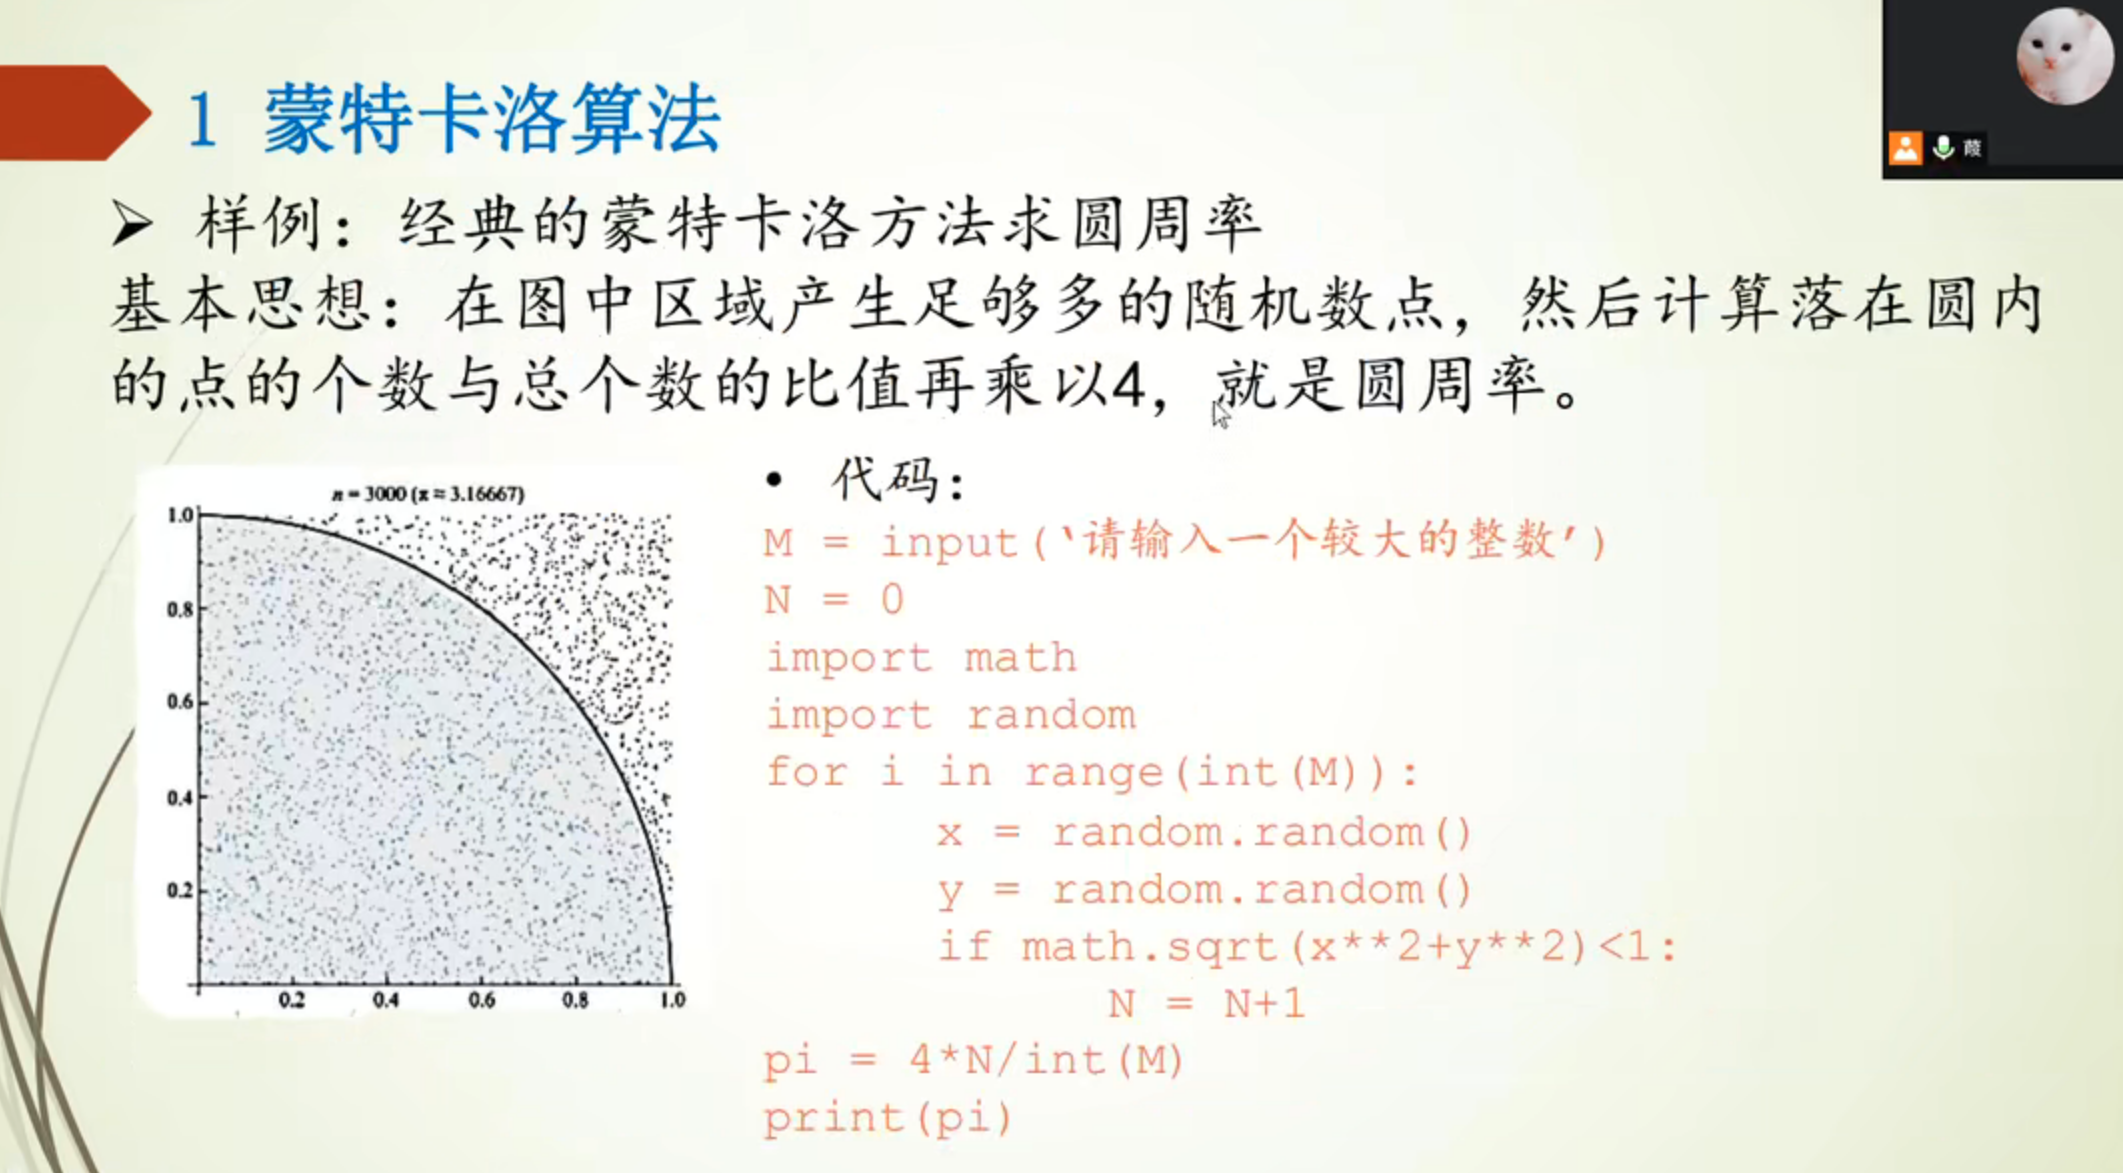 1 蒙特卡洛算法
葭
➢ 样例：经典的蒙特卡洛方法求圆周率
基本思想：在图中区域产生足够多的随机数点，然后计算落在圆内
的点的个数与总个数的比值再乘以4，就是圆周率。
n = 3000 (π ≈ 3.16667)
1.0
0.8
0.6
0.4
0.2
0.2 0.4 0.6 0.8 1.0
• 代码：
M = input(‘请输入一个较大的整数’)
N = 0
import math
import random
for i in range(int(M)):
x = random.random()
y = random.random()
if math.sqrt(x**2+y**2)<1:
N = N+1
pi = 4*N/int(M)
print(pi)